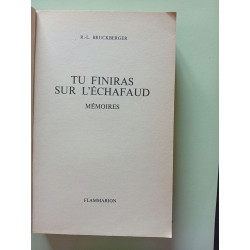 R.-L. BRUCKBERGER
TU FINIRAS
SUR L'ÉCHAFAUD
MÉMOIRES
FLAMMARION